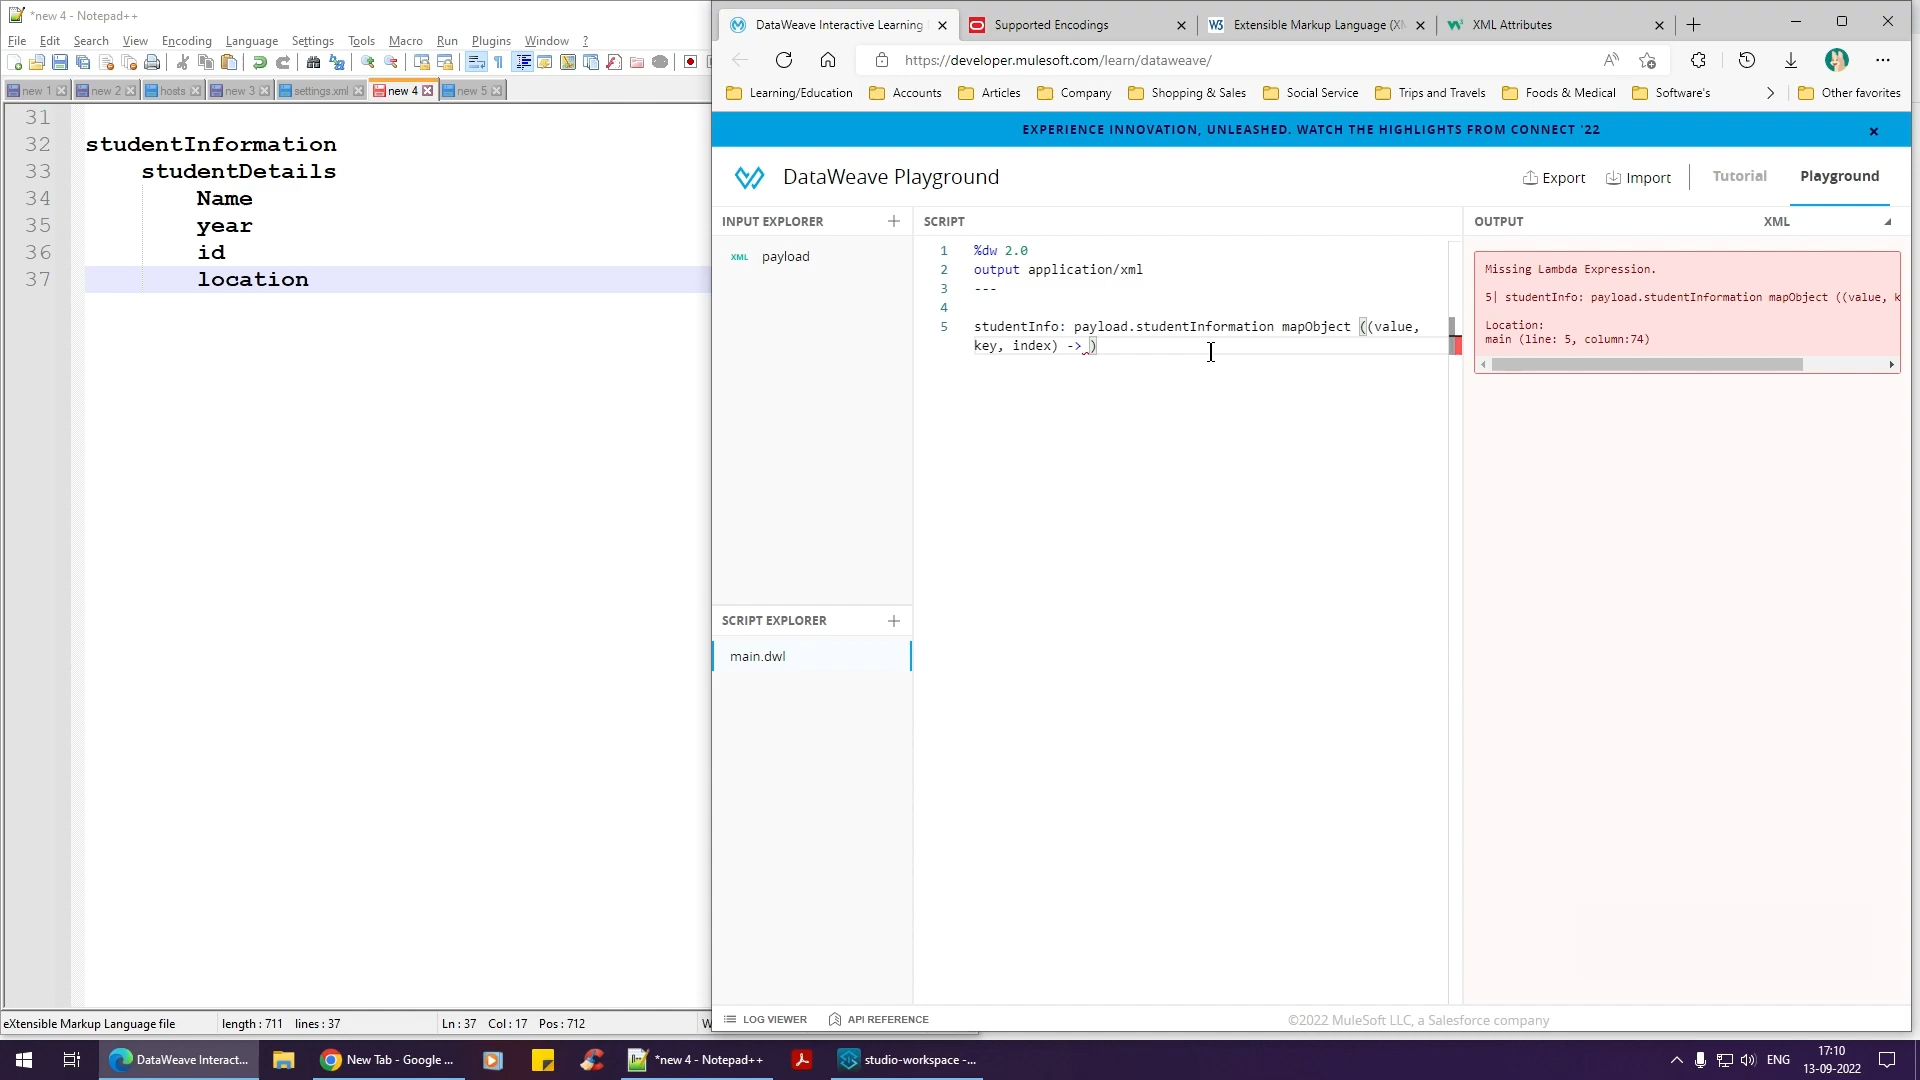 *new 4 - Notepad++
File Edit Search View Encoding Language Settings Tools Macro Run Plugins Window ?
new 1 new 2 hosts new 3 settings.xml new 4 new 5
31
32 studentInformation
33 studentDetails
34 Name
35 year
36 id
37 location
eXtensible Markup Language file length : 711 lines : 37 Ln : 37 Col : 17 Pos : 712 W
DataWeave Interactive Learning Supported Encodings Extensible Markup Language (XM XML Attributes
https://developer.mulesoft.com/learn/dataweave/
Learning/Education Accounts Articles Company Shopping & Sales Social Service Trips and Travels Foods & Medical Software's Other favorites
EXPERIENCE INNOVATION, UNLEASHED. WATCH THE HIGHLIGHTS FROM CONNECT '22
DataWeave Playground
Export Import Tutorial Playground
INPUT EXPLORER
XML payload
SCRIPT EXPLORER
main.dwl
SCRIPT
1 %dw 2.0
2 output application/xml
3 ---
4
5 studentInfo: payload.studentInformation mapObject ((value,
key, index) -> )
OUTPUT XML
Missing Lambda Expression.
5| studentInfo: payload.studentInformation mapObject ((value, k
Location:
main (line: 5, column:74)
LOG VIEWER API REFERENCE ©2022 MuleSoft LLC, a Salesforce company
DataWeave Interact... New Tab - Google ... *new 4 - Notepad++ studio-workspace -... ENG
17:10
13-09-2022